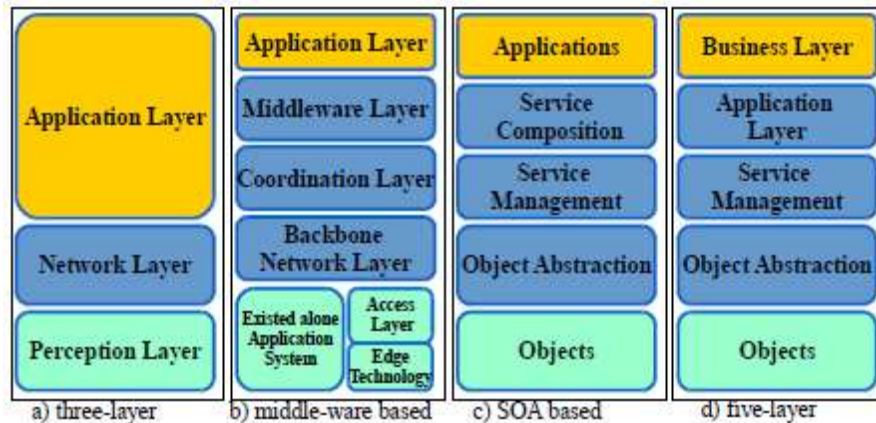 Application Layer
Network Layer
Perception Layer
a) three-layer
Application Layer
Middleware Layer
Coordination Layer
Backbone
Network Layer
Existed alone
Application
System
Access
Layer
Edge
Technology
b) middle-ware based
Applications
Service
Composition
Service
Management
Object Abstraction
Objects
c) SOA based
Business Layer
Application
Layer
Service
Management
Object Abstraction
Objects
d) five-layer